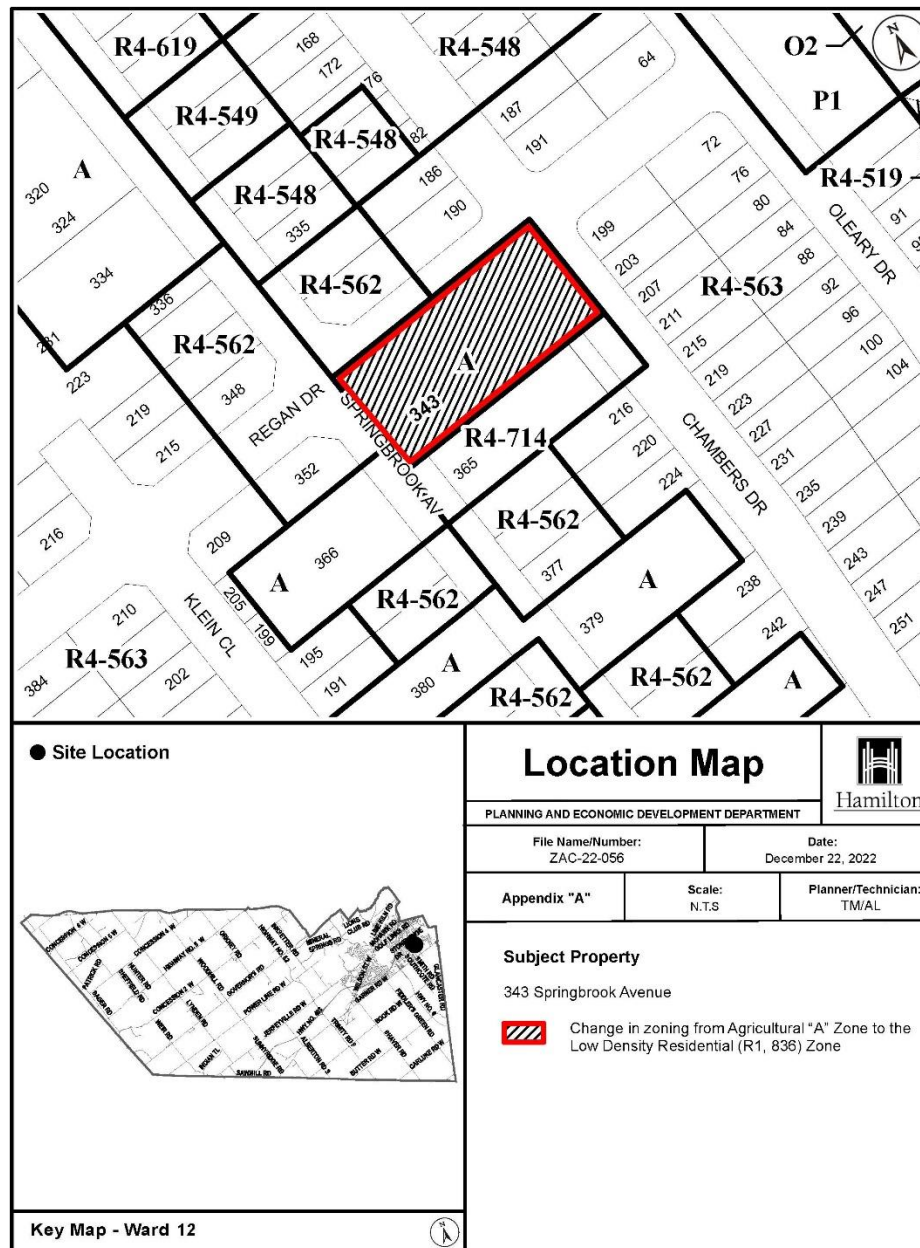 R4-619
168
R4-548
O2
N
172
64
A
R4-549
76
187
P1
R4-548
82
191
320
186
72
R4-519
324
R4-548
190
76
OLEARY DR
91
335
199
80
334
R4-562
203
84
336
207
R4-563
88
231
R4-562
A
211
92
223
348
REGAN DR
343
215
96
219
SPRINGBROOK AV
R4-714
219
100
215
365
216
223
104
352
220
227
CHAMBERS DR
216
R4-562
224
231
209
235
366
377
A
239
A
205
R4-562
238
243
KLEIN CL
199
379
247
210
195
242
251
R4-563
A
R4-562
384
202
191
380
R4-562
A
Site Location
CONCESSION 4 W
Key Map - Ward 12
N
Location Map
Hamilton
PLANNING AND ECONOMIC DEVELOPMENT DEPARTMENT
File Name/Number:
ZAC-22-056
Date:
December 22, 2022
Appendix "A"
Scale:
N.T.S
Planner/Technician:
TM/AL
Subject Property
343 Springbrook Avenue
Change in zoning from Agricultural "A" Zone to the
Low Density Residential (R1, 836) Zone